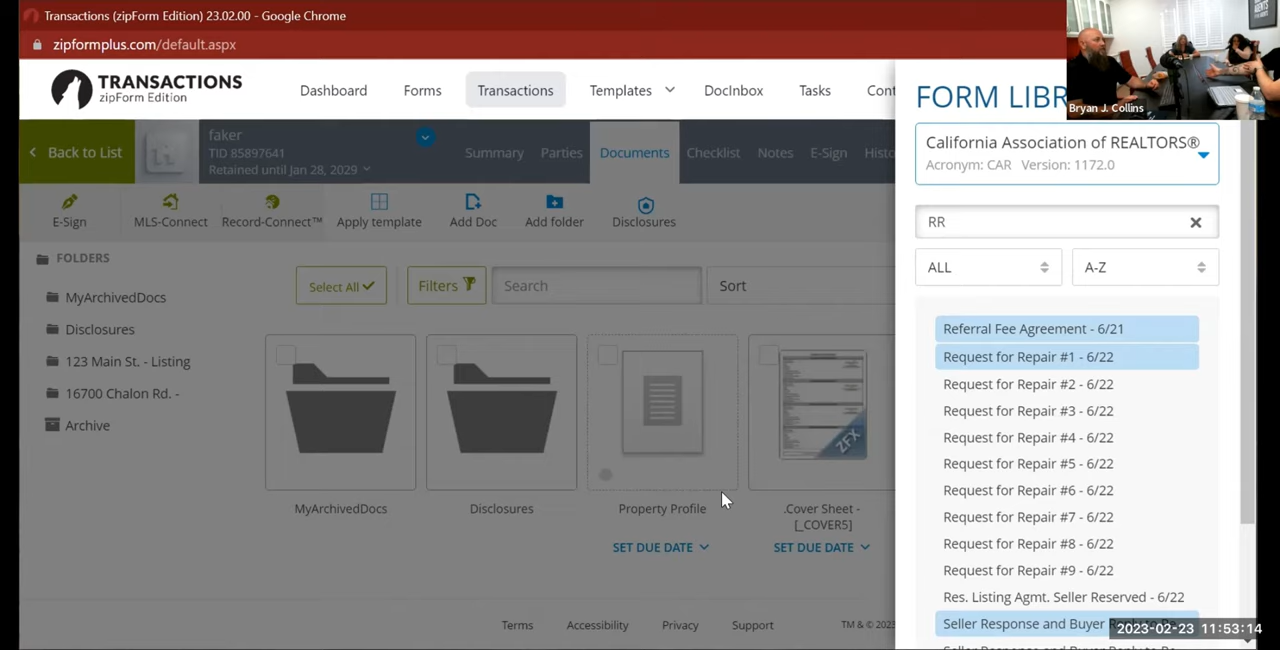 Transactions (zipForm Edition) 23.02.00 - Google Chrome
zipformplus.com/default.aspx
TRANSACTIONS
zipForm Edition
Dashboard
Forms
Transactions
Templates
DocInbox
Tasks
Cont
Bryan J. Collins
Back to List
faker
TID 85897641
Retained until Jan 28, 2029
Summary
Parties
Documents
Checklist
Notes
E-Sign
Histo
E-Sign
MLS-Connect
Record-Connect™
Apply template
Add Doc
Add folder
Disclosures
FOLDERS
MyArchivedDocs
Disclosures
123 Main St. - Listing
16700 Chalon Rd. -
Archive
Select All
Filters
Search
Sort
ZFX
MyArchivedDocs
Disclosures
Property Profile
SET DUE DATE
.Cover Sheet -
[_COVER5]
SET DUE DATE
Terms
Accessibility
Privacy
Support
TM & © 2023
FORM LIBR
California Association of REALTORS®
Acronym: CAR Version: 1172.0
RR
ALL
A-Z
Referral Fee Agreement - 6/21
Request for Repair #1 - 6/22
Request for Repair #2 - 6/22
Request for Repair #3 - 6/22
Request for Repair #4 - 6/22
Request for Repair #5 - 6/22
Request for Repair #6 - 6/22
Request for Repair #7 - 6/22
Request for Repair #8 - 6/22
Request for Repair #9 - 6/22
Res. Listing Agmt. Seller Reserved - 6/22
Seller Response and Buyer Reply to Re
2023-02-23 11:53:14